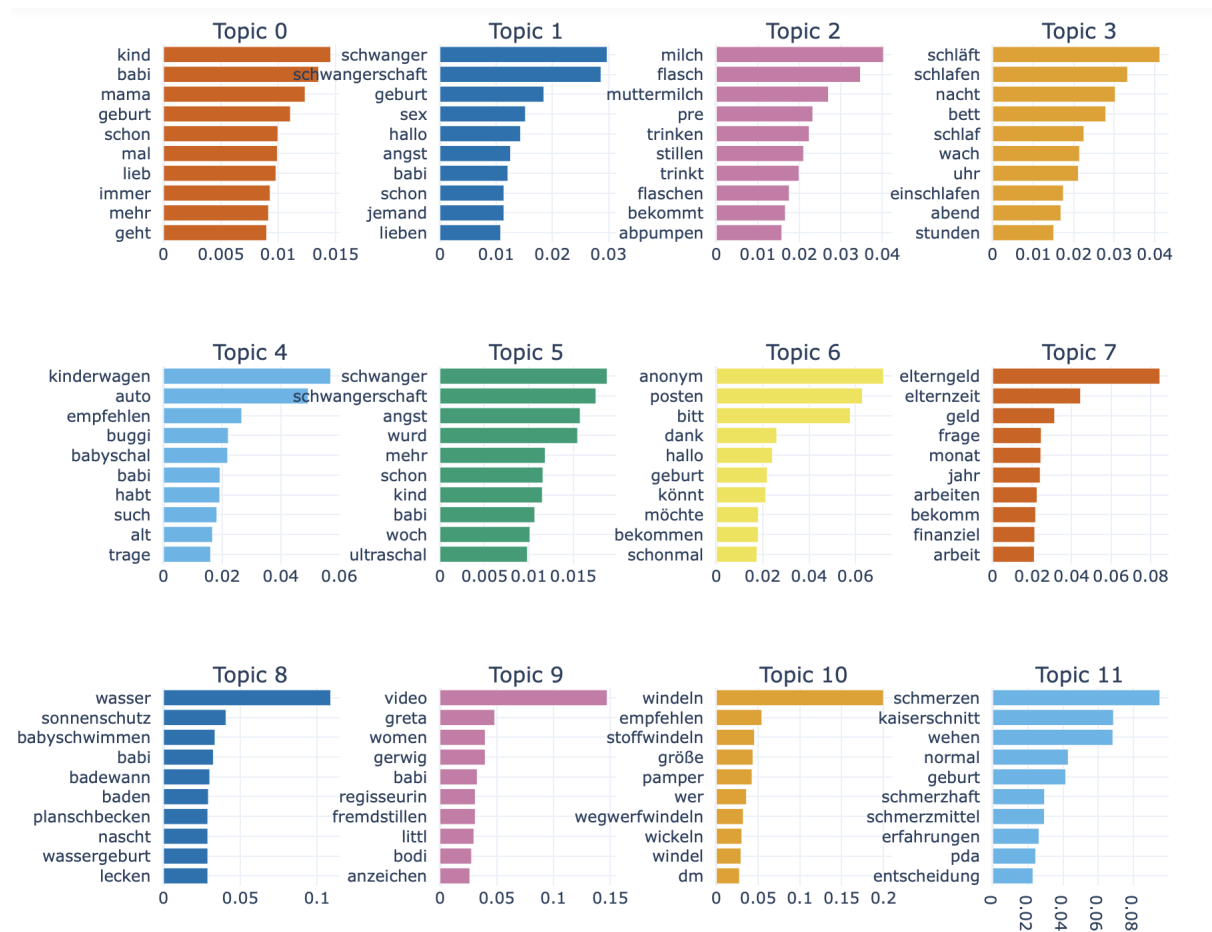 Topic 0
kind
babi
mama
geburt
schon
mal
lieb
immer
mehr
geht
0 0.005 0.01 0.015
Topic 1
schwanger
schwangerschaft
geburt
sex
hallo
angst
babi
schon
jemand
lieben
0 0.01 0.02 0.03
Topic 2
milch
flasch
muttermilch
pre
trinken
stillen
trinkt
flaschen
bekommt
abpumpen
0 0.01 0.02 0.03 0.04
Topic 3
schläft
schlafen
nacht
bett
schlaf
wach
uhr
einschlafen
abend
stunden
0 0.01 0.02 0.03 0.04
Topic 4
kinderwagen
auto
empfehlen
buggi
babyschal
babi
habt
such
alt
trage
0 0.02 0.04 0.06
Topic 5
schwanger
schwangerschaft
angst
wurd
mehr
schon
kind
babi
woch
ultraschal
0 0.005 0.01 0.015
Topic 6
anonym
posten
bitt
dank
hallo
geburt
könnt
möchte
bekommen
schonmal
0 0.02 0.04 0.06
Topic 7
elterngeld
elternzeit
geld
frage
monat
jahr
arbeiten
bekomm
finanziel
arbeit
0 0.02 0.04 0.06 0.08
Topic 8
wasser
sonnenschutz
babyschwimmen
babi
badewann
baden
planschbecken
nascht
wassergeburt
lecken
0 0.05 0.1
Topic 9
video
greta
women
gerwig
babi
regisseurin
fremdstillen
littl
bodi
anzeichen
0 0.05 0.1 0.15
Topic 10
windeln
empfehlen
stoffwindeln
größe
pamper
wer
wegwerfwindeln
wickeln
windel
dm
0 0.05 0.1 0.15 0.2
Topic 11
schmerzen
kaiserschnitt
wehen
normal
geburt
schmerzhaft
schmerzmittel
erfahrungen
pda
entscheidung
0 0.02 0.04 0.06 0.08